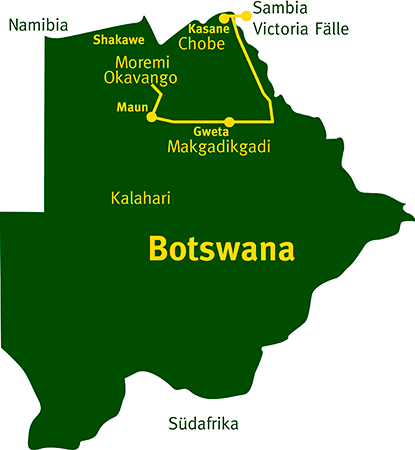 Sambia
Namibia
Kasane
Victoria Fälle
Shakawe
Chobe
Moremi
Okavango
Maun
Gweta
Makgadikgadi
Kalahari
Botswana
Südafrika